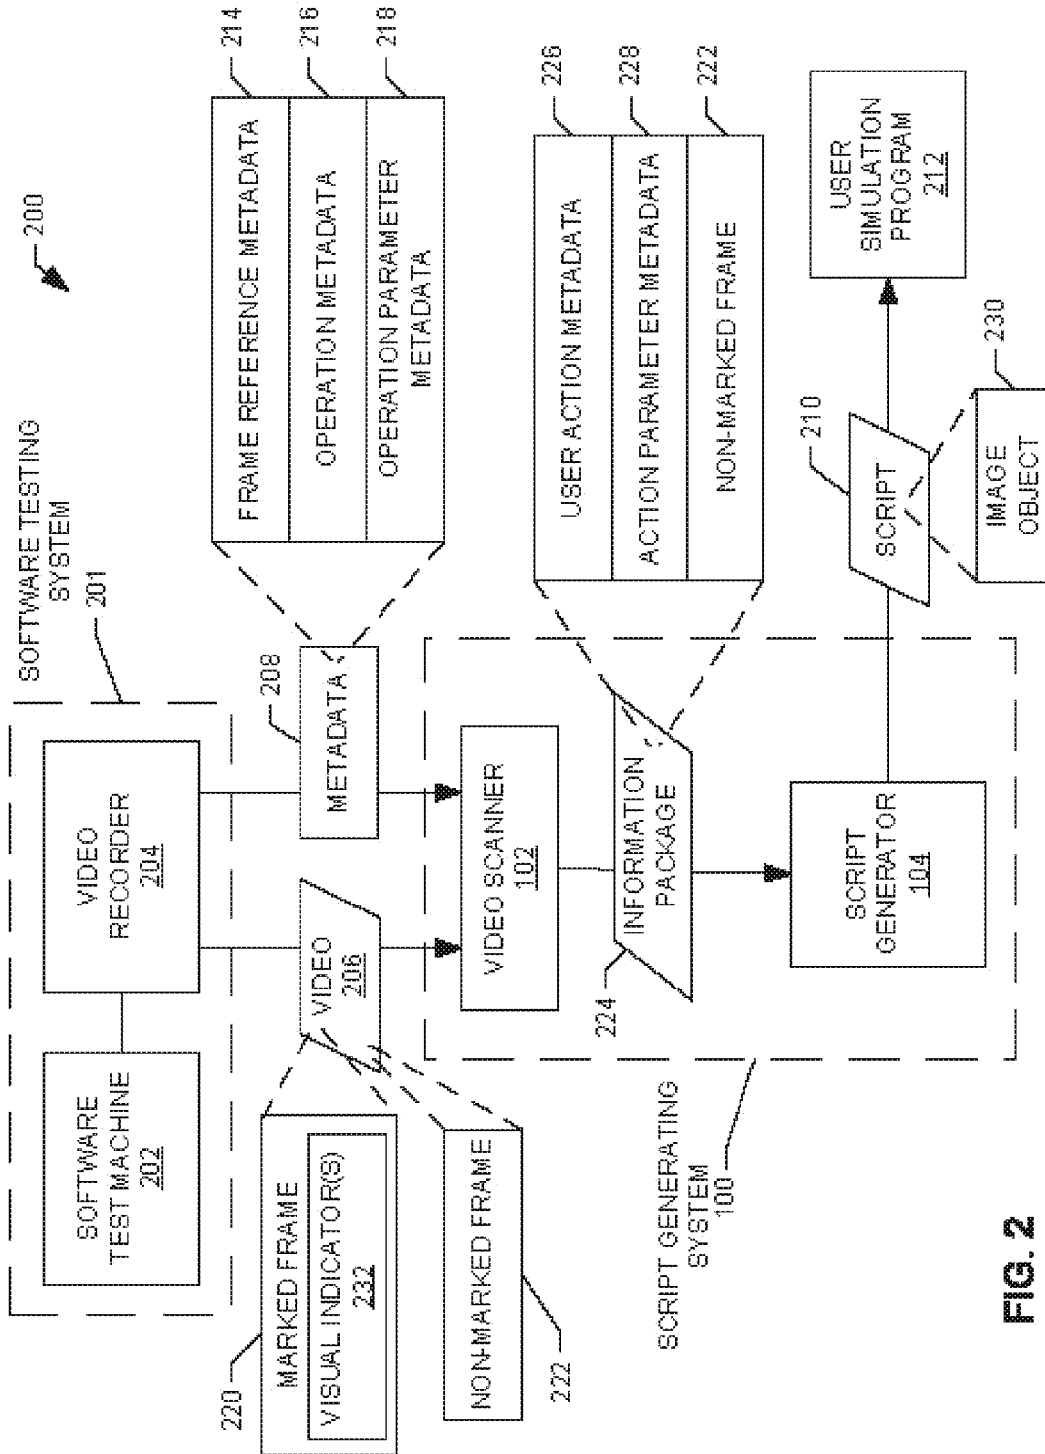 200
SOFTWARE TESTING
SYSTEM
201
SOFTWARE
TEST MACHINE
202
VIDEO
RECORDER
204
220
MARKED FRAME
VISUAL INDICATOR(S)
232
NON-MARKED FRAME
222
VIDEO
206
208
METADATA
FRAME REFERENCE METADATA
OPERATION METADATA
OPERATION PARAMETER
METADATA
214
216
218
VIDEO SCANNER
102
224
INFORMATION
PACKAGE
USER ACTION METADATA
ACTION PARAMETER METADATA
NON-MARKED FRAME
226
228
222
SCRIPT GENERATING
SYSTEM
100
SCRIPT
GENERATOR
104
210
SCRIPT
IMAGE
OBJECT
230
USER
SIMULATION
PROGRAM
212
FIG. 2